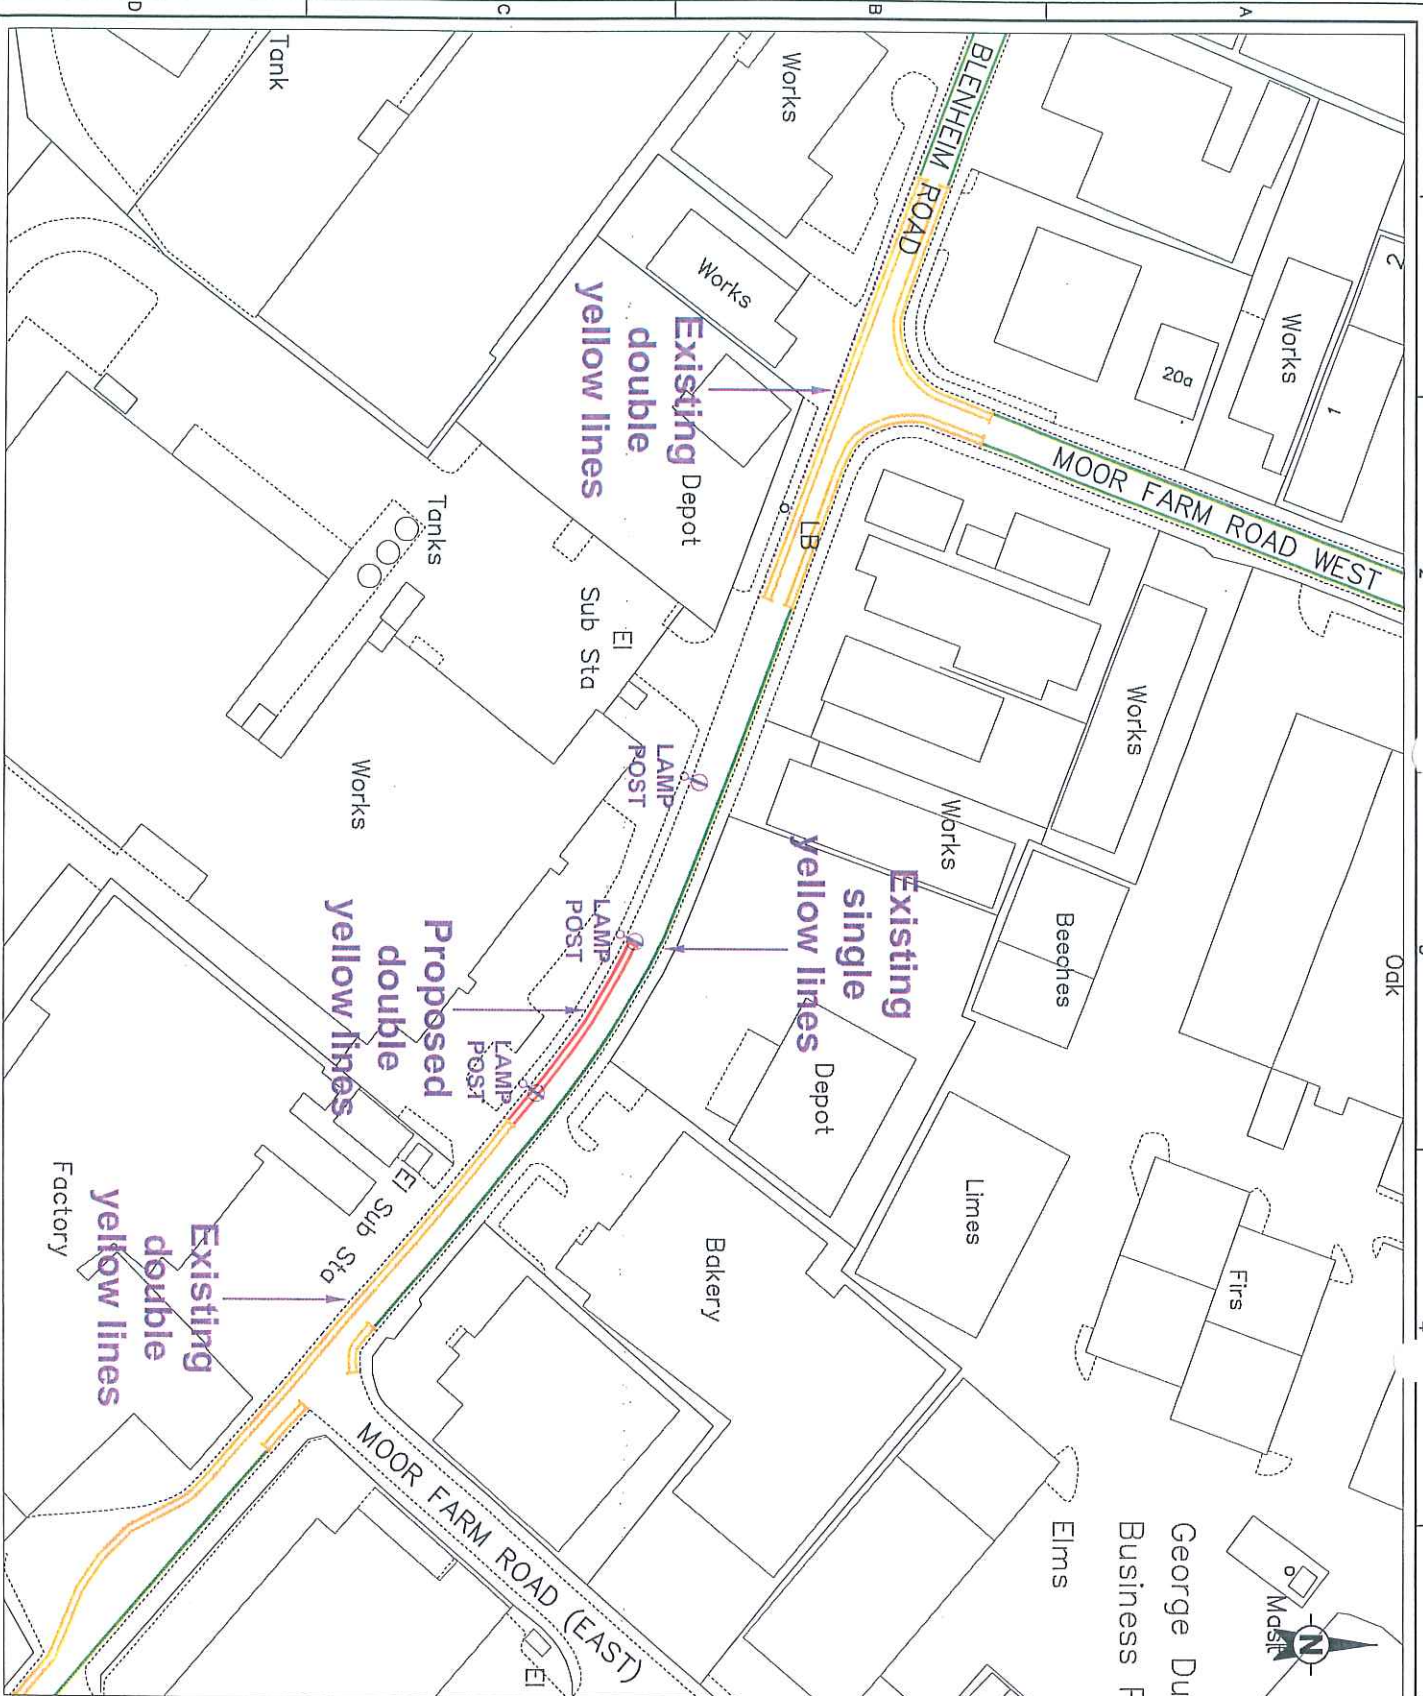 D
C
B
A
Tank
Works
BLENHEIM ROAD
Works
Works
2
1
20a
Existing
double
yellow lines
Depot
MOOR FARM ROAD WEST
LB
Tanks
El
Sub Sta
Works
Works
LAMP
POST
Works
Existing
single
yellow lines
Beeches
Oak
LAMP
POST
Proposed
double
yellow lines
LAMP
POST
Depot
Limes
El Sub Sta
Factory
Existing
double
yellow lines
Bakery
Firs
MOOR FARM ROAD (EAST)
Elms
George Du
Business P
Mast
N
El